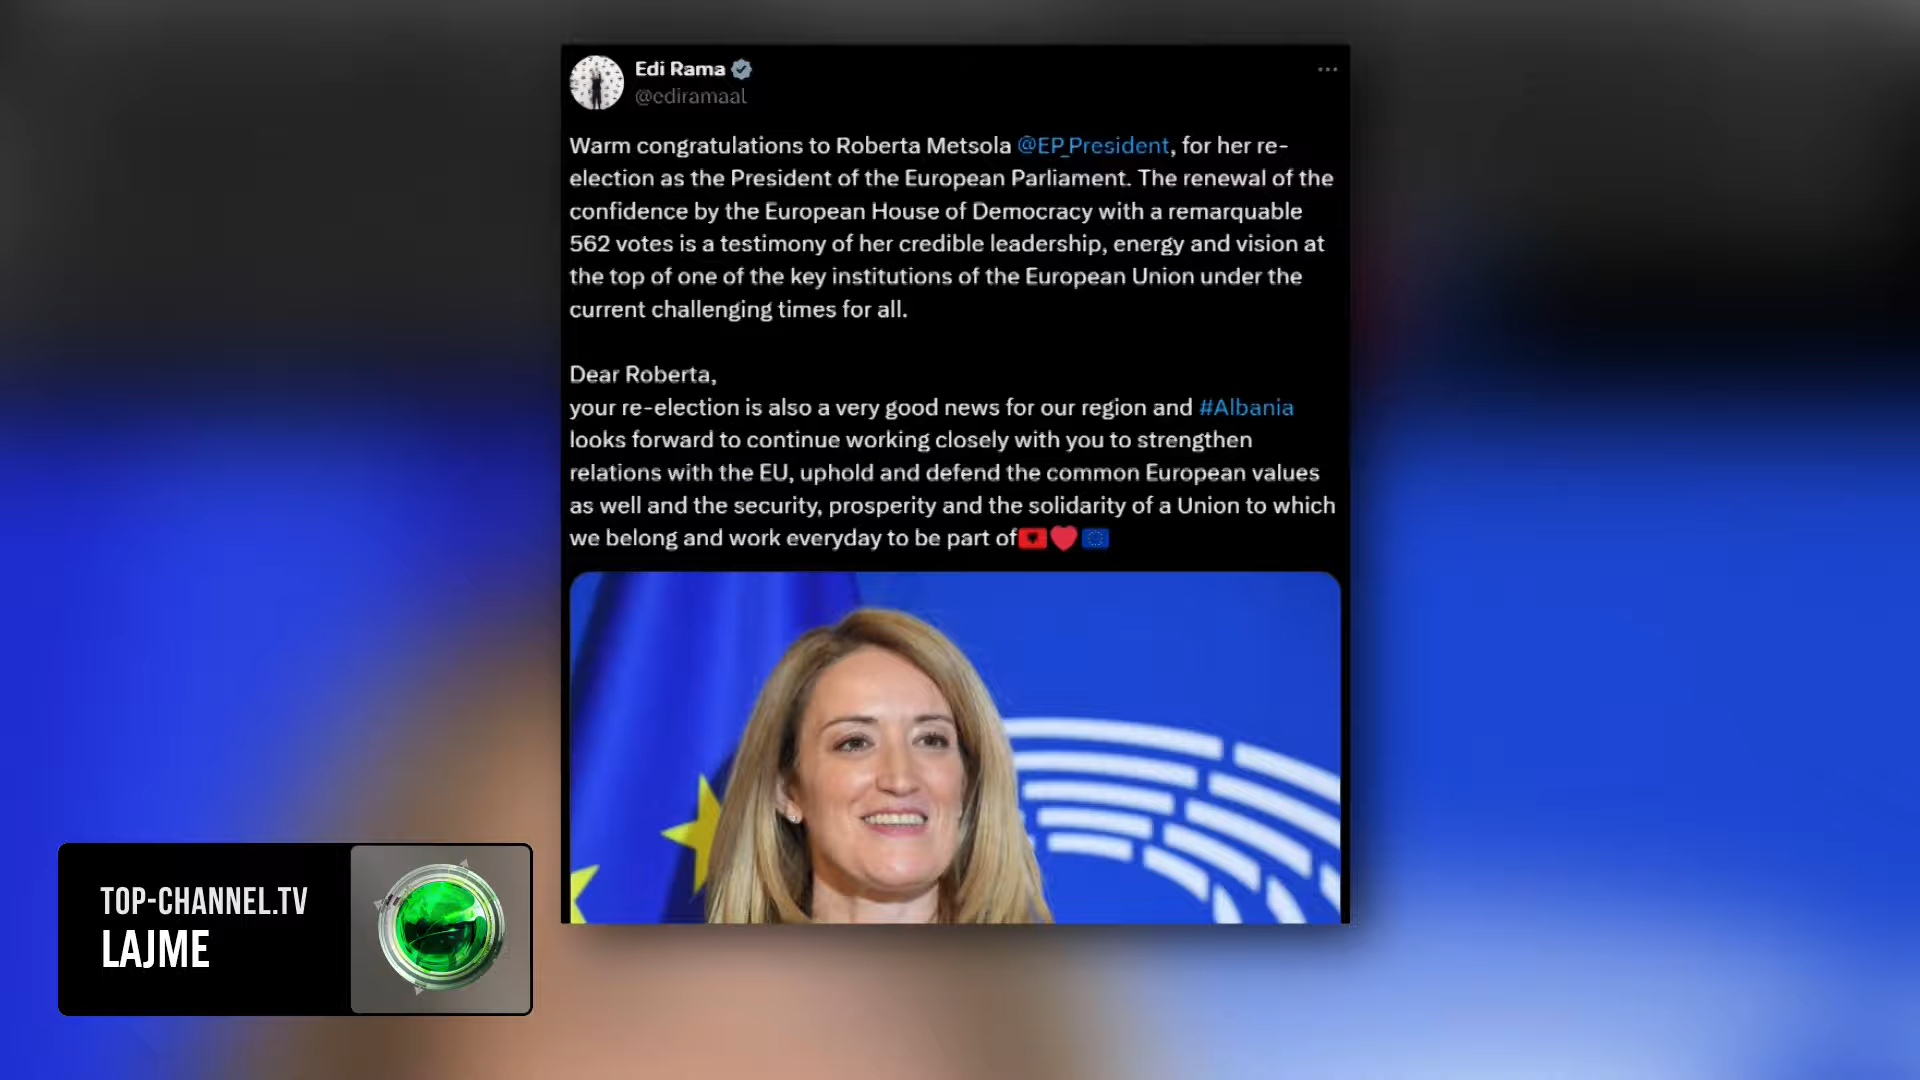 Edi Rama
@ediramaal
Warm congratulations to Roberta Metsola @EP_President, for her re-
election as the President of the European Parliament. The renewal of the
confidence by the European House of Democracy with a remarquable
562 votes is a testimony of her credible leadership, energy and vision at
the top of one of the key institutions of the European Union under the
current challenging times for all.
Dear Roberta,
your re-election is also a very good news for our region and #Albania
looks forward to continue working closely with you to strengthen
relations with the EU, uphold and defend the common European values
as well and the security, prosperity and the solidarity of a Union to which
we belong and work everyday to be part of🇦🇱❤️🇪🇺
TOP-CHANNEL.TV
LAJME